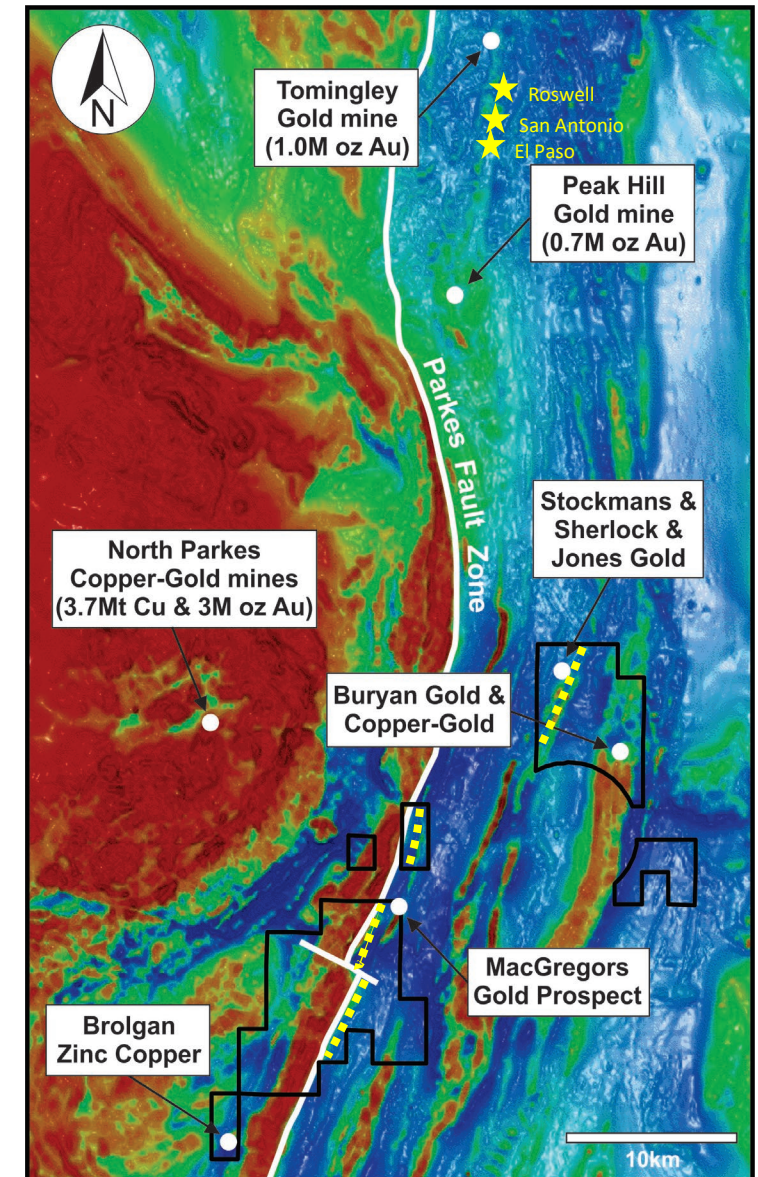 N
Tomingley
Gold mine
(1.0M oz Au)
Roswell
San Antonio
El Paso
Peak Hill
Gold mine
(0.7M oz Au)
Parkes Fault Zone
Stockmans &
Sherlock &
Jones Gold
North Parkes
Copper-Gold mines
(3.7Mt Cu & 3M oz Au)
Buryan Gold &
Copper-Gold
MacGregors
Gold Prospect
Brolgan
Zinc Copper
10km